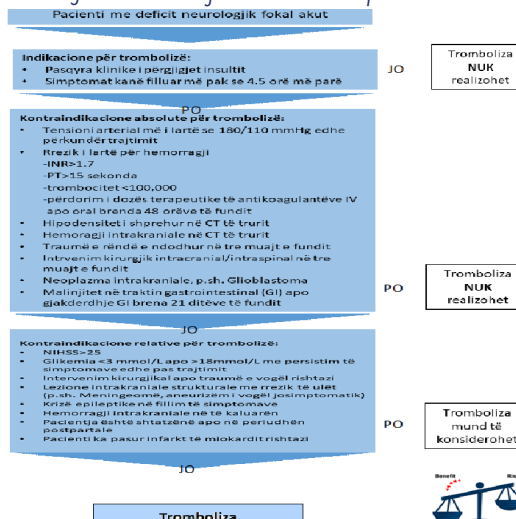 Pacienti me deficit neurologjik fokal akut
Indikacione për trombolizë:
• Pasqyra klinike i përgjigjet insultit
• Simptomat kanë filluar më pak se 4.5 orë më parë
JO
Tromboliza
NUK
realizohet
PO
Kontraindikacione absolute për trombolizë:
• Tensioni arterial më i lartë se 180/110 mmHg edhe
përkundër trajtimit
• Rrezik i lartë për hemorragji
-INR>1.7
-PT>15 sekonda
-trombocitet <100,000
-përdorim i dozës terapeutike të antikoagulantëve IV
apo oral brenda 48 orëve të fundit
• Hipodensitet i shprehur në CT të trurit
• Hemoragji intrakraniale në CT të trurit
• Traumë e rëndë e ndodhur në tre muajt e fundit
• Intrvenim kirurgjik intracranial/intraspinal në tre
muajt e fundit
• Neoplazma intrakraniale, p.sh. Glioblastoma
• Malinjitet në traktin gastrointestinal (GI) apo
gjakderdhje GI brena 21 ditëve të fundit
PO
Tromboliza
NUK
realizohet
JO
Kontraindikacione relative për trombolizë:
• NIHSS>25
• Glikemia <3 mmol/L apo >18mmol/L me persistim të
simptomave edhe pas trajtimit
• Intervenim kirurgjikal apo traumë e vogël rishtazi
• Lezione intrakraniale strukturale me rrezik të ulët
(p.sh. Meningeomë, aneurizëm i vogël josimptomatik)
• Krizë epileptike në fillim të simptomave
• Hemorragji intrakraniale në të kaluarën
• Pacientja është shtatzënë apo në periudhën
postpartale
• Pacienti ka pasur infarkt të miokardit rishtazi
PO
Tromboliza
mund të
konsiderohet
JO
Benefit
Tromboliza